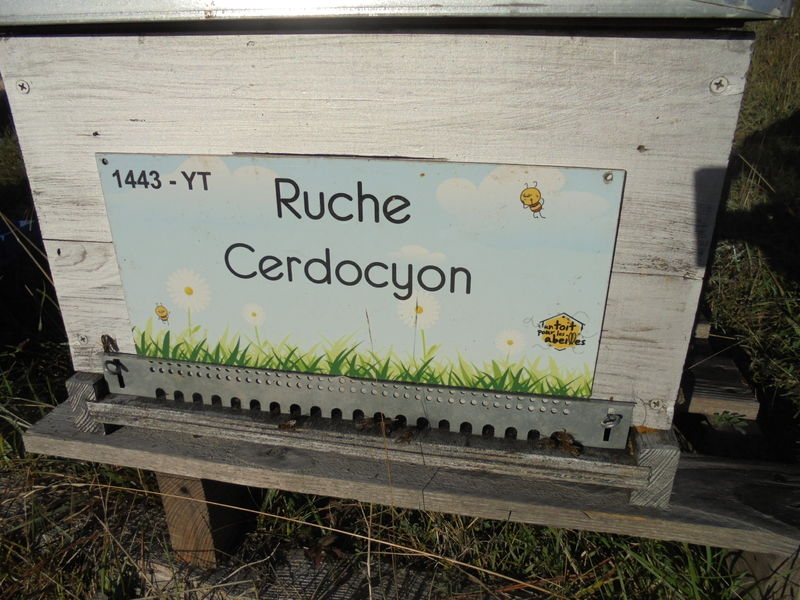 1443 - YT
Ruche
Cerdocyon
un toit
pour les
abeilles